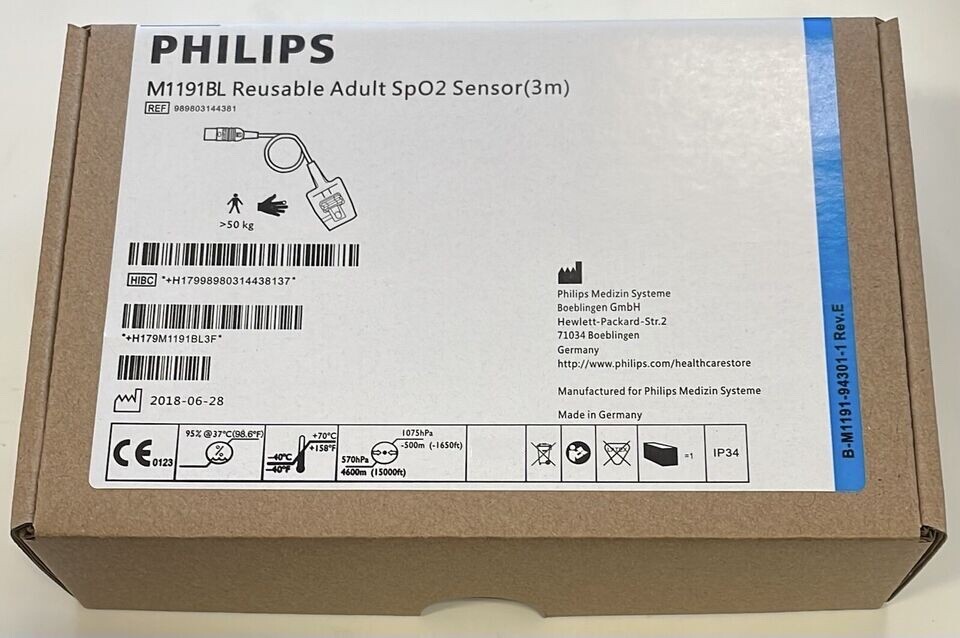 PHILIPS
M1191BL Reusable Adult SpO2 Sensor(3m)
REF 989803144381
>50 kg
HIBC *+H17998980314438137*
*+H179M1191BL3F*
2018-06-28
Philips Medizin Systeme
Boeblingen GmbH
Hewlett-Packard-Str.2
71034 Boeblingen
Germany
http://www.philips.com/healthcarestore
Manufactured for Philips Medizin Systeme
Made in Germany
CE 0123
95% @37°C(98.6°F)
%
+70°C
+158°F
-40°C
-40°F
1075hPa
-500m (-1650ft)
570hPa
4600m (15000ft)
LATEX
=1
IP34
B-M1191-94301-1 Rev.E